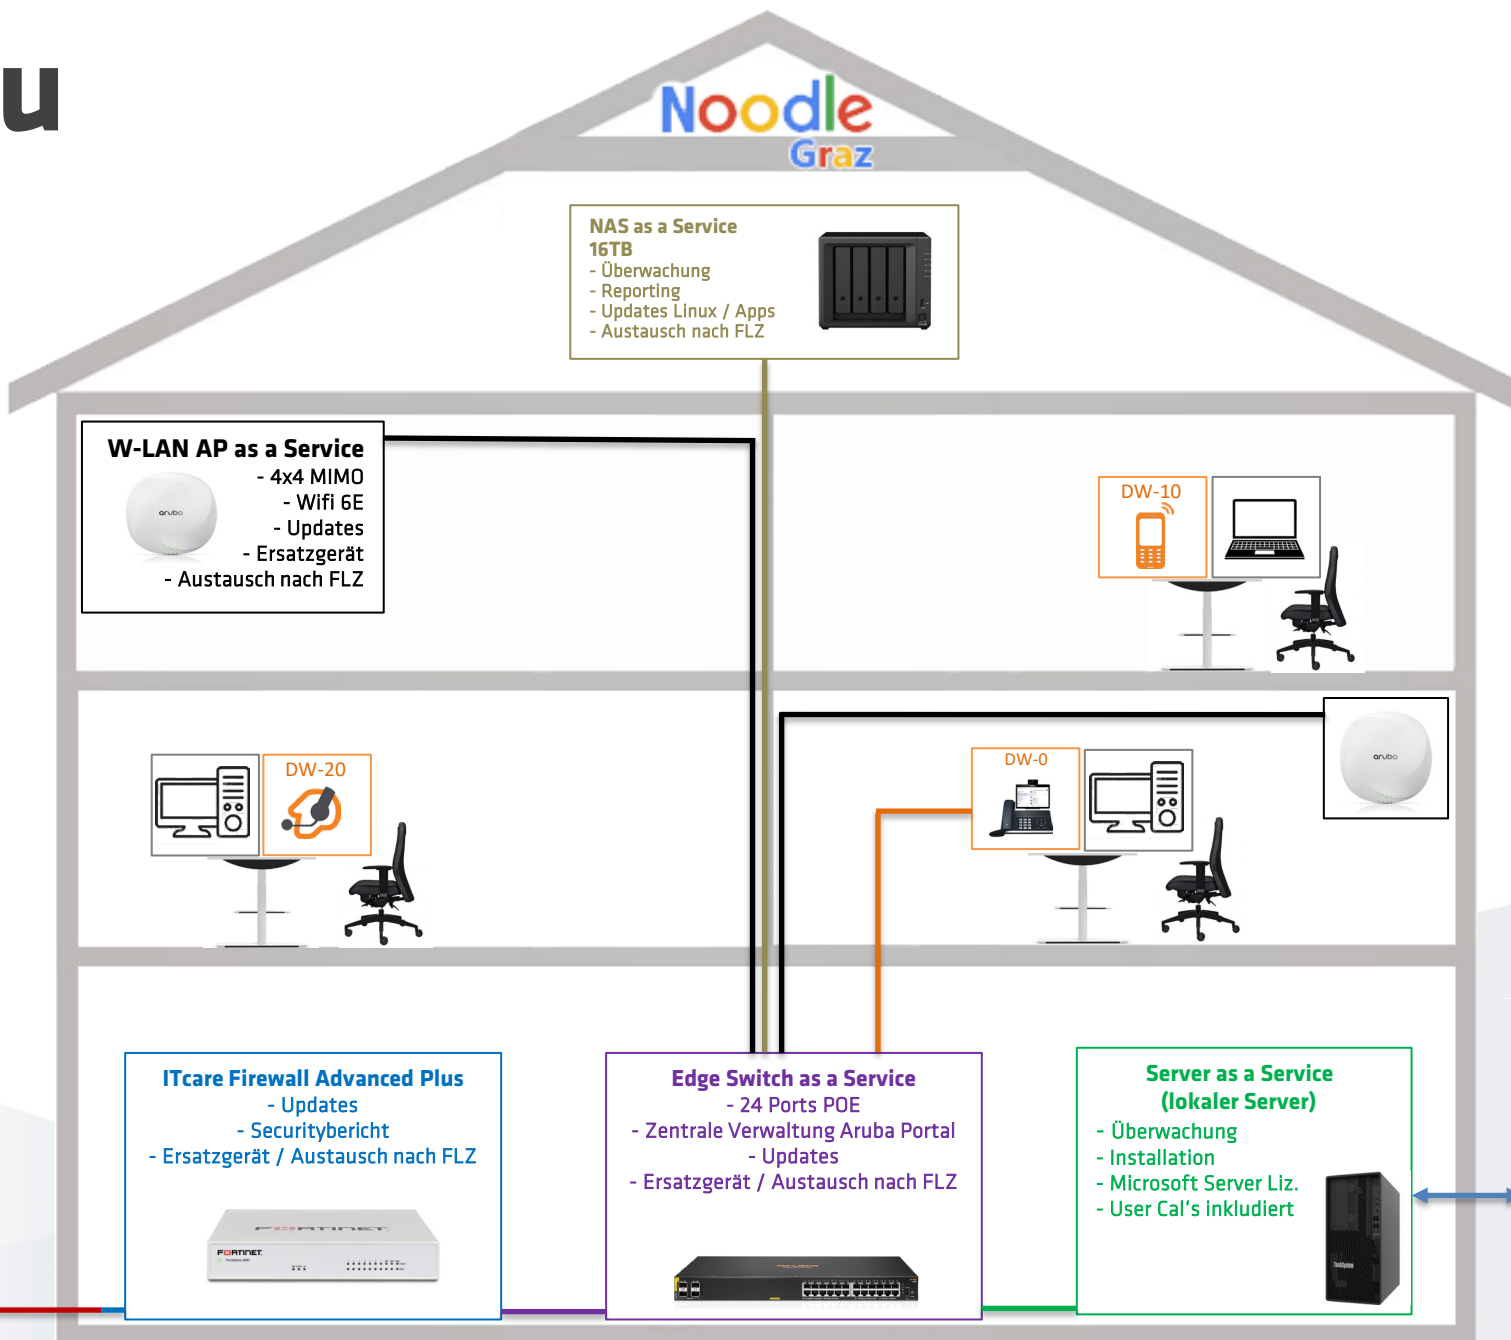 u
Noodle
Graz
NAS as a Service
16TB
- Überwachung
- Reporting
- Updates Linux / Apps
- Austausch nach FLZ
W-LAN AP as a Service
- 4x4 MIMO
- Wifi 6E
- Updates
- Ersatzgerät
- Austausch nach FLZ
aruba
DW-10
aruba
DW-20
DW-0
ITcare Firewall Advanced Plus
- Updates
- Securitybericht
- Ersatzgerät / Austausch nach FLZ
FORTINET
FORTINET
Edge Switch as a Service
- 24 Ports POE
- Zentrale Verwaltung Aruba Portal
- Updates
- Ersatzgerät / Austausch nach FLZ
aruba
Server as a Service
(lokaler Server)
- Überwachung
- Installation
- Microsoft Server Liz.
- User Cal's inkludiert
ThinkSystem